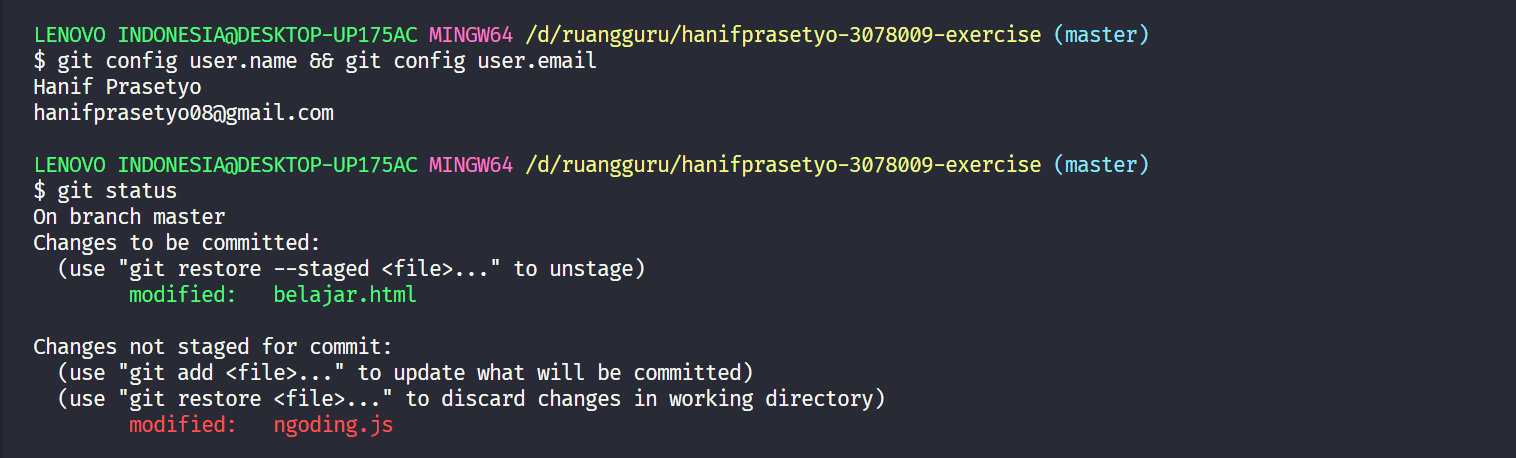 LENOVO INDONESIA@DESKTOP-UP175AC MINGW64 /d/ruangguru/hanifprasetyo-3078009-exercise (master)
$ git config user.name && git config user.email
Hanif Prasetyo
hanifprasetyo08@gmail.com

LENOVO INDONESIA@DESKTOP-UP175AC MINGW64 /d/ruangguru/hanifprasetyo-3078009-exercise (master)
$ git status
On branch master
Changes to be committed:
  (use "git restore --staged <file>..." to unstage)
        modified:   belajar.html

Changes not staged for commit:
  (use "git add <file>..." to update what will be committed)
  (use "git restore <file>..." to discard changes in working directory)
        modified:   ngoding.js